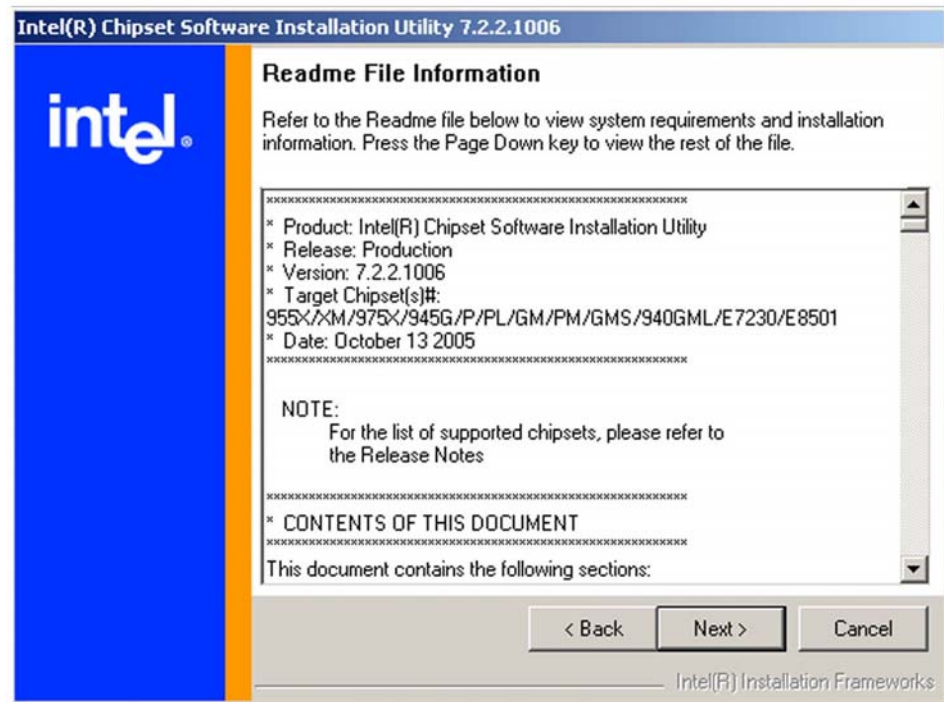 Intel(R) Chipset Software Installation Utility 7.2.2.1006
intel®
Readme File Information
Refer to the Readme file below to view system requirements and installation
information. Press the Page Down key to view the rest of the file.
************************************************************
* Product: Intel(R) Chipset Software Installation Utility
* Release: Production
* Version: 7.2.2.1006
* Target Chipset(s)#:
955X/XM/975X/945G/P/PL/GM/PM/GMS/940GML/E7230/E8501
* Date: October 13 2005
************************************************************
NOTE:
For the list of supported chipsets, please refer to
the Release Notes
************************************************************
* CONTENTS OF THIS DOCUMENT
************************************************************
This document contains the following sections:
< Back
Next >
Cancel
Intel(R) Installation Frameworks